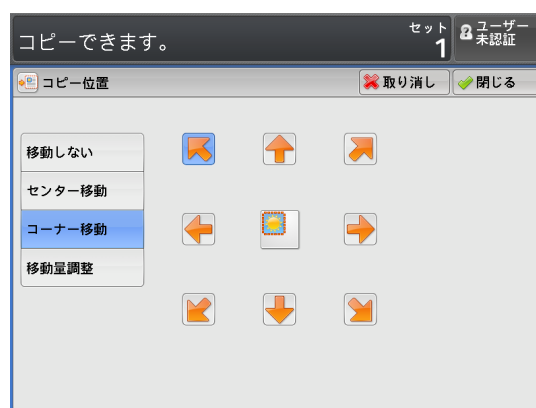 コピーできます。
セット
1
ユーザー
未認証
コピー位置
取り消し
閉じる
移動しない
センター移動
コーナー移動
移動量調整